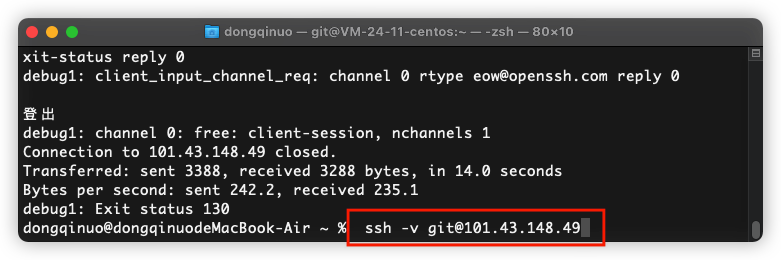 dongqinuo — git@VM-24-11-centos:~ — -zsh — 80×10
xit-status reply 0
debug1: client_input_channel_req: channel 0 rtype eow@openssh.com reply 0
登出
debug1: channel 0: free: client-session, nchannels 1
Connection to 101.43.148.49 closed.
Transferred: sent 3388, received 3288 bytes, in 14.0 seconds
Bytes per second: sent 242.2, received 235.1
debug1: Exit status 130
dongqinuo@dongqinuodeMacBook-Air ~ % ssh -v git@101.43.148.49